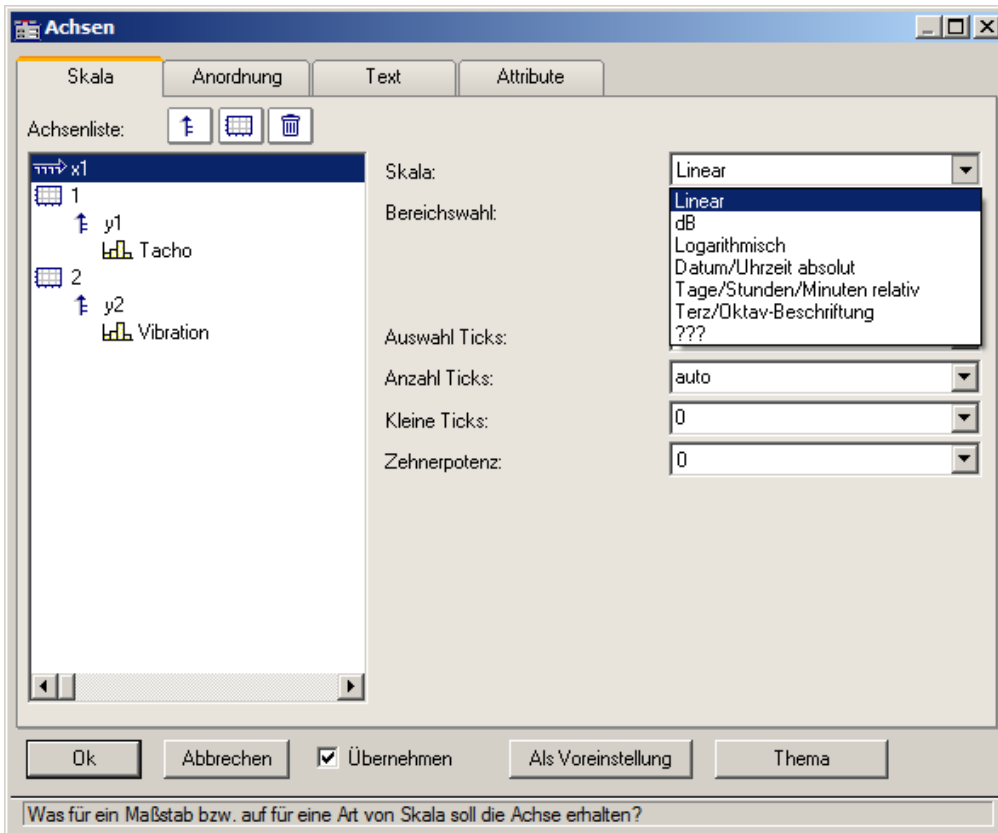 Achsen
Skala Anordnung Text Attribute
Achsenliste:
x1
1
y1
Tacho
2
y2
Vibration
Skala: Linear
Bereichswahl:
Linear
dB
Logarithmisch
Datum/Uhrzeit absolut
Tage/Stunden/Minuten relativ
Terz/Oktav-Beschriftung
???
Auswahl Ticks:
Anzahl Ticks: auto
Kleine Ticks: 0
Zehnerpotenz: 0
Ok Abbrechen Übernehmen Als Voreinstellung Thema
Was für ein Maßstab bzw. auf für eine Art von Skala soll die Achse erhalten?